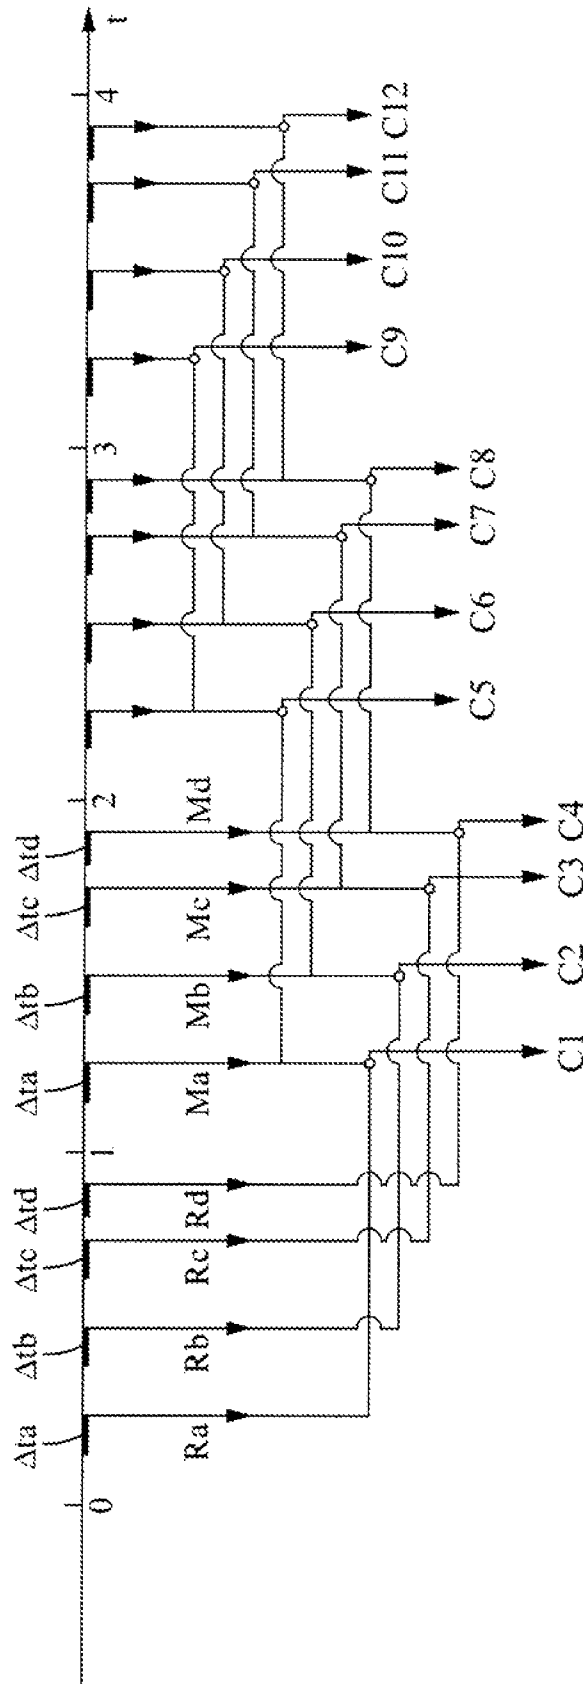 Δta Δtb Δtc Δtd Δta Δtb Δtc Δtd
0 1 2 3 4 t
Ra Rb Rc Rd Ma Mb Mc Md
C9 C10 C11 C12
C5 C6 C7 C8
C1 C2 C3 C4